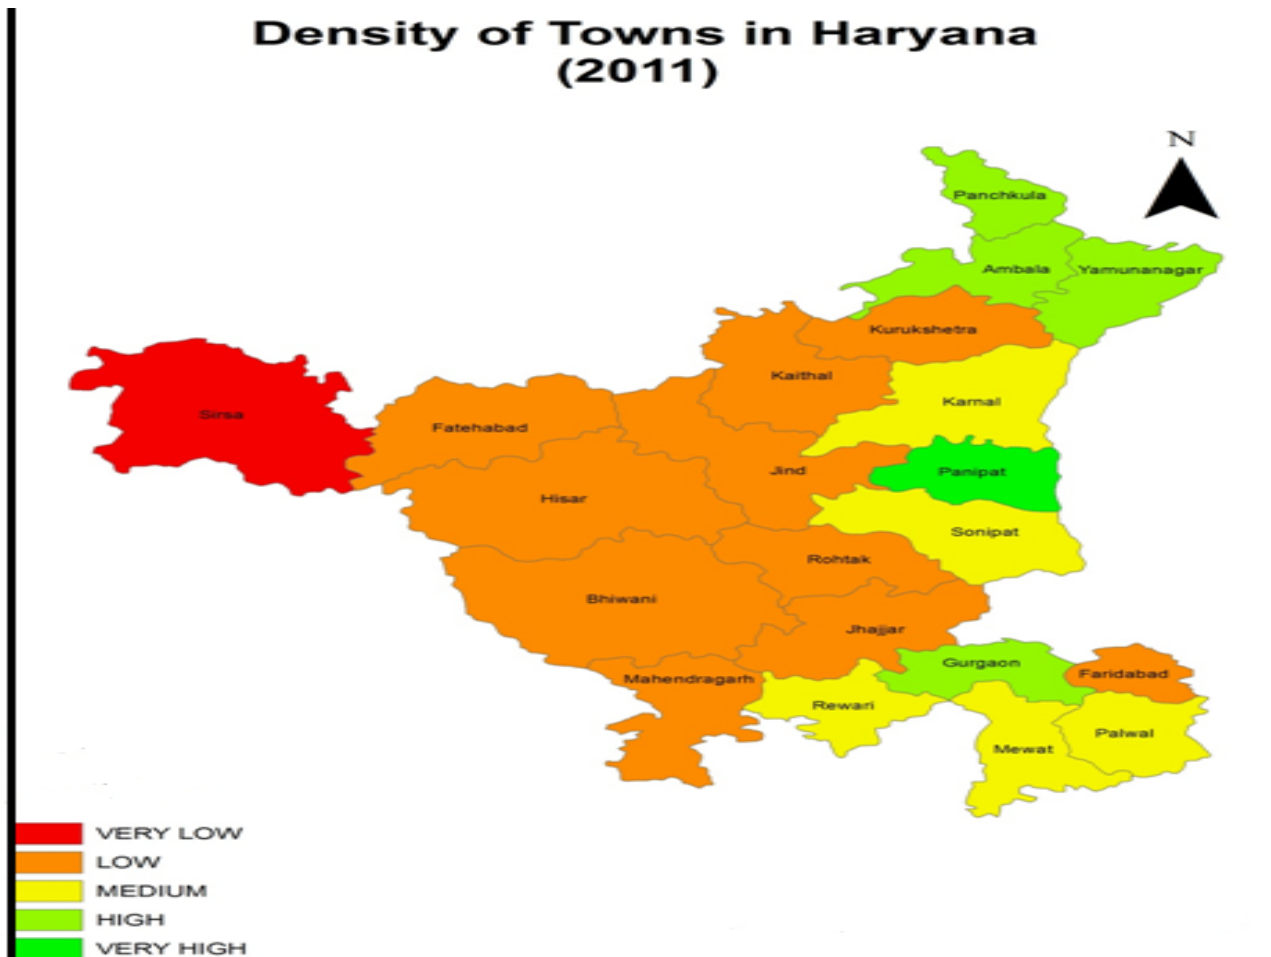 Density of Towns in Haryana
(2011)
N
Panchkula
Ambala
Yamunanagar
Kurukshetra
Kaithal
Karnal
Sirsa
Fatehabad
Jind
Panipat
Hisar
Sonipat
Rohtak
Bhiwani
Jhajjar
Gurgaon
Faridabad
Mahendragarh
Rewari
Palwal
Mewat
VERY LOW
LOW
MEDIUM
HIGH
VERY HIGH